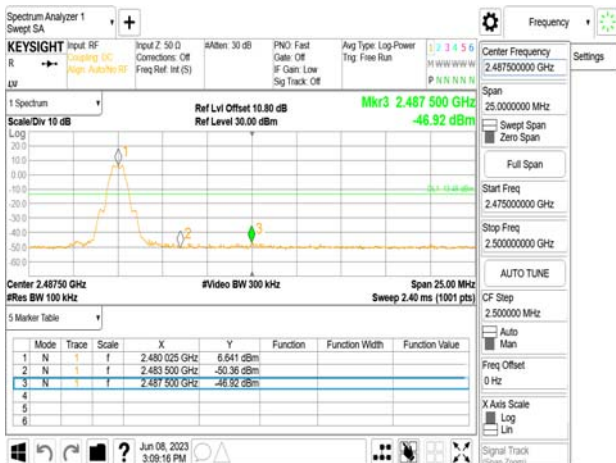 Spectrum Analyzer 1
Swept SA
Frequency
KEYSIGHT Input: RF
Coupling: DC
Align: Auto/No RF
Input Z: 50 Ω
Corrections: Off
Freq Ref: Int (S)
#Atten: 30 dB
PNO: Fast
Gate: Off
IF Gain: Low
Sig Track: Off
Avg Type: Log-Power
Trig: Free Run
1 2 3 4 5 6
M W W W W W
P N N N N N
R
LV
1 Spectrum
Scale/Div 10 dB
Ref Lvl Offset 10.80 dB
Ref Level 30.00 dBm
Mkr3 2.487 500 GHz
-46.92 dBm
Log
20.0
10.0
0.00
-10.0
-20.0
-30.0
-40.0
-50.0
-60.0
1
2
3
Center 2.48750 GHz
#Res BW 100 kHz
#Video BW 300 kHz
Span 25.00 MHz
Sweep 2.40 ms (1001 pts)
5 Marker Table
Mode Trace Scale X Y Function Function Width Function Value
1 N 1 f 2.480 025 GHz 6.641 dBm
2 N 1 f 2.483 500 GHz -50.36 dBm
3 N 1 f 2.487 500 GHz -46.92 dBm
4
5
6
Jun 08, 2023
3:09:16 PM
Center Frequency
2.487500000 GHz
Settings
Span
25.0000000 MHz
Swept Span
Zero Span
Full Span
Start Freq
2.475000000 GHz
Stop Freq
2.500000000 GHz
AUTO TUNE
CF Step
2.500000 MHz
Auto
Man
Freq Offset
0 Hz
X Axis Scale
Log
Lin
Signal Track
(Span Zoom)